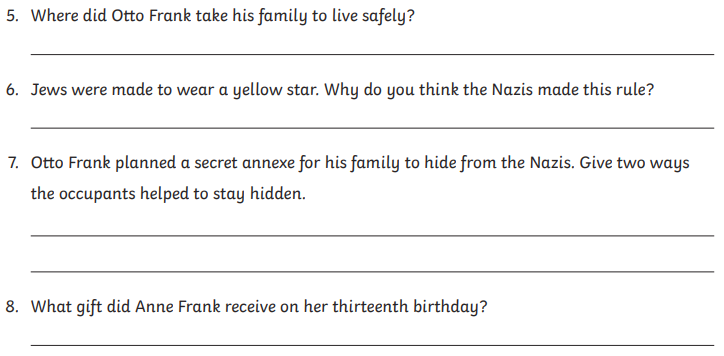 5. Where did Otto Frank take his family to live safely?
6. Jews were made to wear a yellow star. Why do you think the Nazis made this rule?
7. Otto Frank planned a secret annexe for his family to hide from the Nazis. Give two ways
the occupants helped to stay hidden.
8. What gift did Anne Frank receive on her thirteenth birthday?